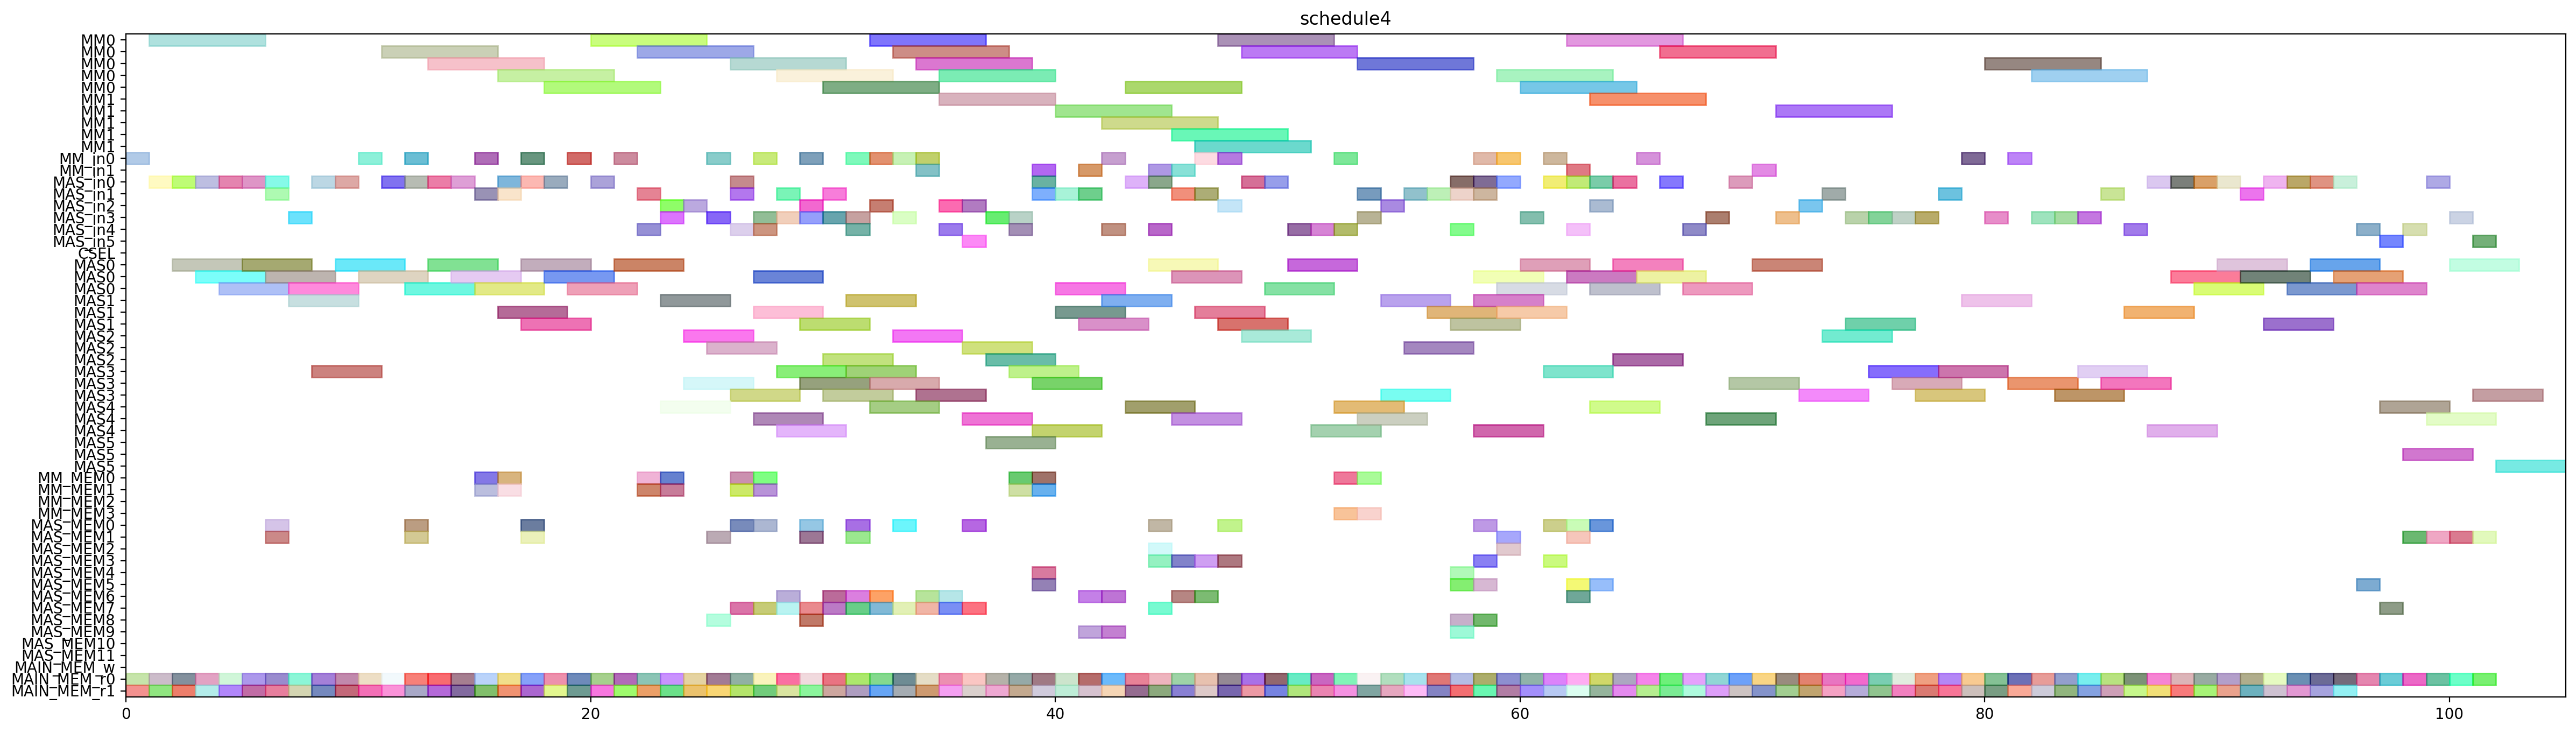 schedule4
MM0
MM0
MM0
MM0
MM0
MM1
MM1
MM1
MM1
MM1
MM_in0
MM_in1
MAS_in0
MAS_in1
MAS_in2
MAS_in3
MAS_in4
MAS_in5
CSEL
MAS0
MAS0
MAS0
MAS1
MAS1
MAS1
MAS2
MAS2
MAS2
MAS3
MAS3
MAS3
MAS4
MAS4
MAS4
MAS5
MAS5
MAS5
MM_MEM0
MM_MEM1
MM_MEM2
MM_MEM3
MAS_MEM0
MAS_MEM1
MAS_MEM2
MAS_MEM3
MAS_MEM4
MAS_MEM5
MAS_MEM6
MAS_MEM7
MAS_MEM8
MAS_MEM9
MAS_MEM10
MAS_MEM11
MAIN_MEM_w
MAIN_MEM_r0
MAIN_MEM_r1
0 20 40 60 80 100